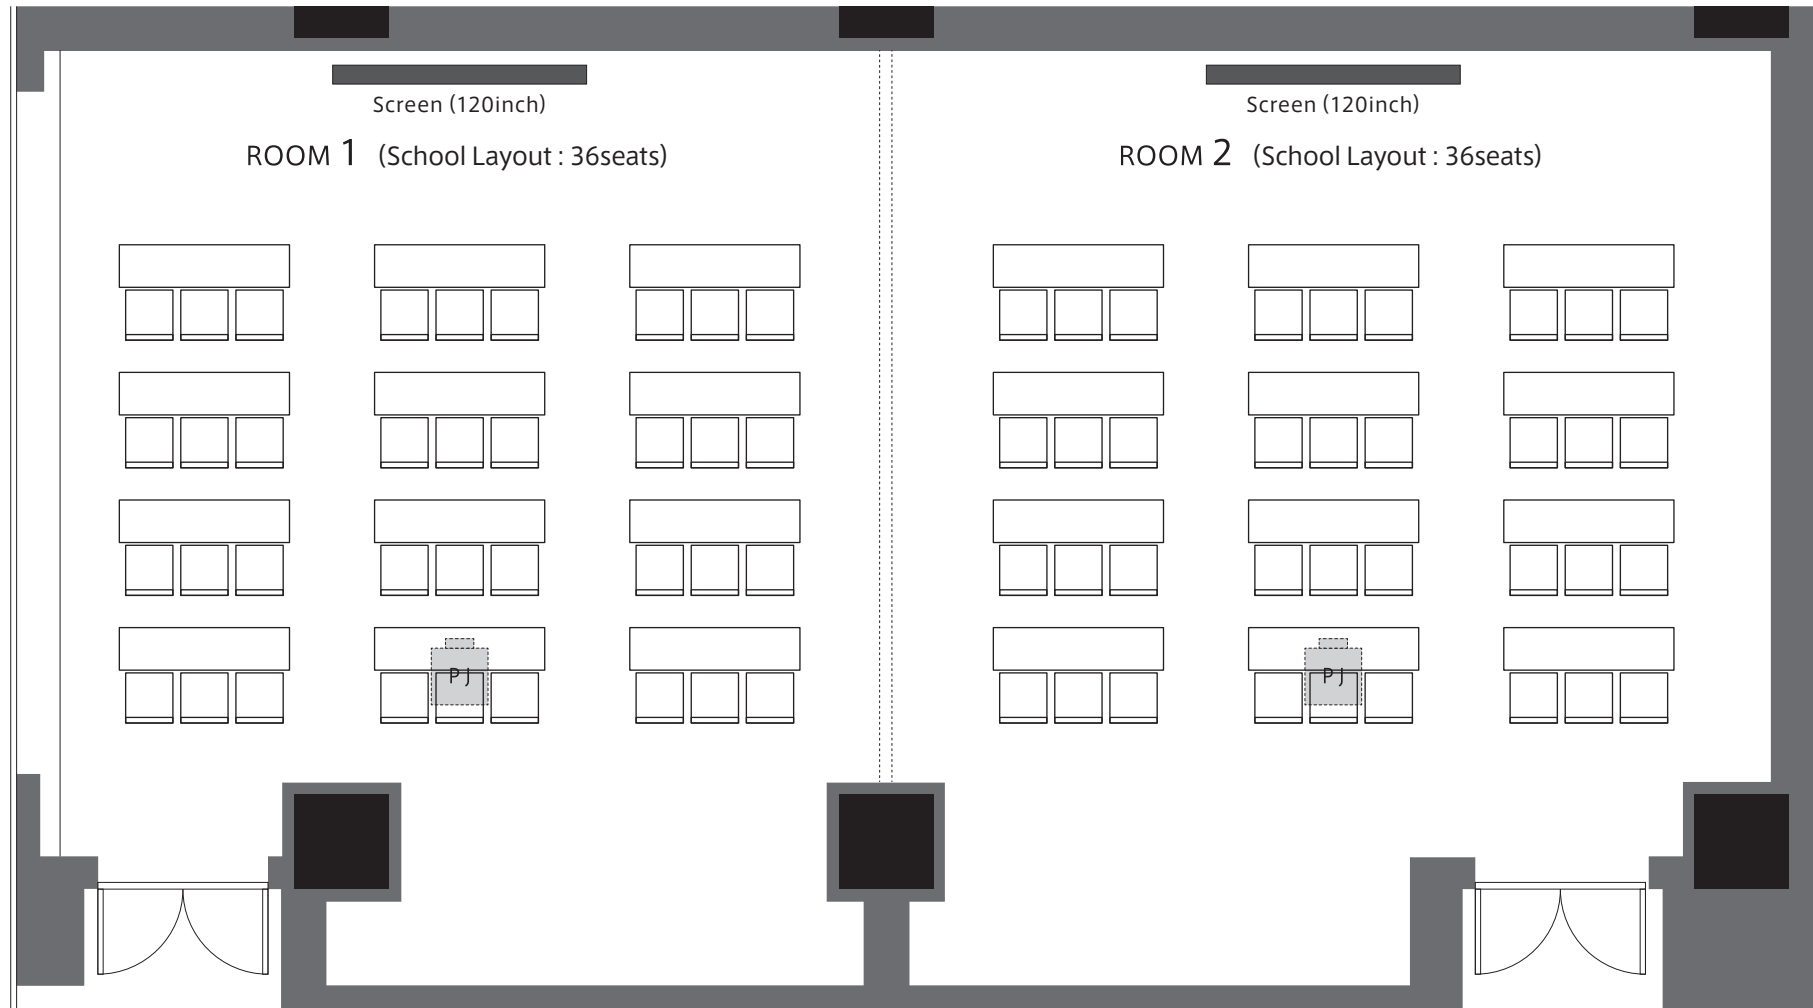 Screen (120inch)
Screen (120inch)
ROOM 1 (School Layout : 36seats)
ROOM 2 (School Layout : 36seats)
PJ
PJ